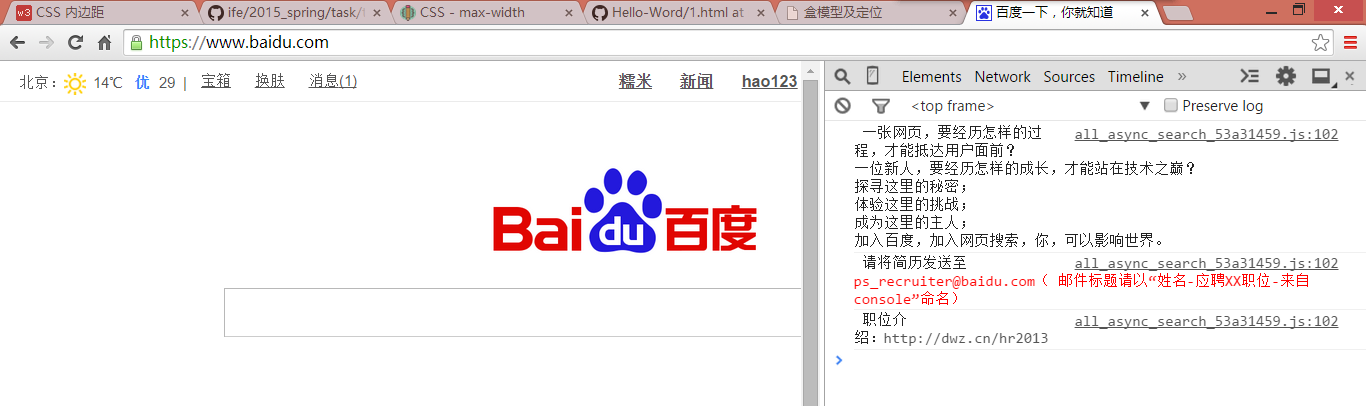 CSS 内边距
ife/2015_spring/task/t
CSS - max-width
Hello-Word/1.html at
盒模型及定位
百度一下，你就知道
https://www.baidu.com
北京： 14℃ 优 29 | 宝箱 换肤 消息(1) 糯米 新闻 hao123
Bai du 百度
Elements Network Sources Timeline »
<top frame> Preserve log
一张网页，要经历怎样的过 all_async_search_53a31459.js:102
程，才能抵达用户面前？
一位新人，要经历怎样的成长，才能站在技术之巅？
探寻这里的秘密；
体验这里的挑战；
成为这里的主人；
加入百度，加入网页搜索，你，可以影响世界。
请将简历发送至 all_async_search_53a31459.js:102
ps_recruiter@baidu.com（ 邮件标题请以“姓名-应聘XX职位-来自
console”命名）
职位介 all_async_search_53a31459.js:102
绍：http://dwz.cn/hr2013